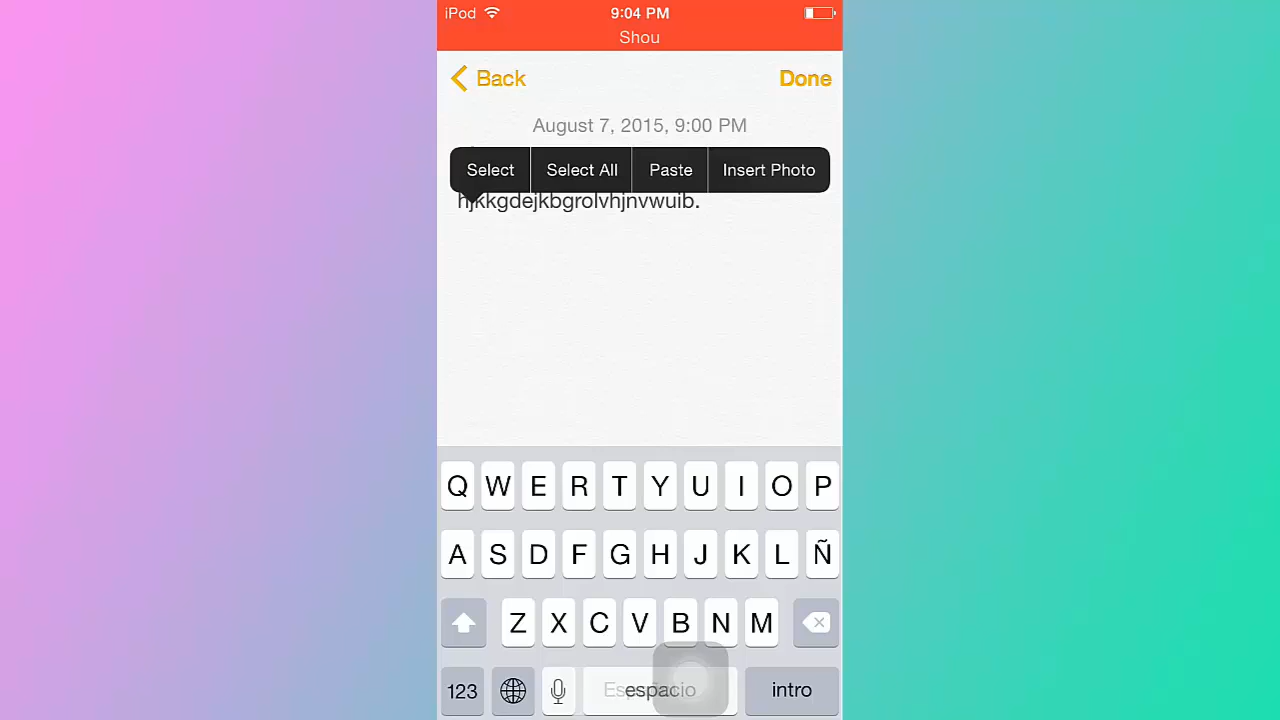 iPod 9:04 PM
Shou
Back Done
August 7, 2015, 9:00 PM
Select Select All Paste Insert Photo
hjkkgdejkbgrolvhjnvwuib.
Q W E R T Y U I O P
A S D F G H J K L Ñ
Z X C V B N M
123 espacio intro